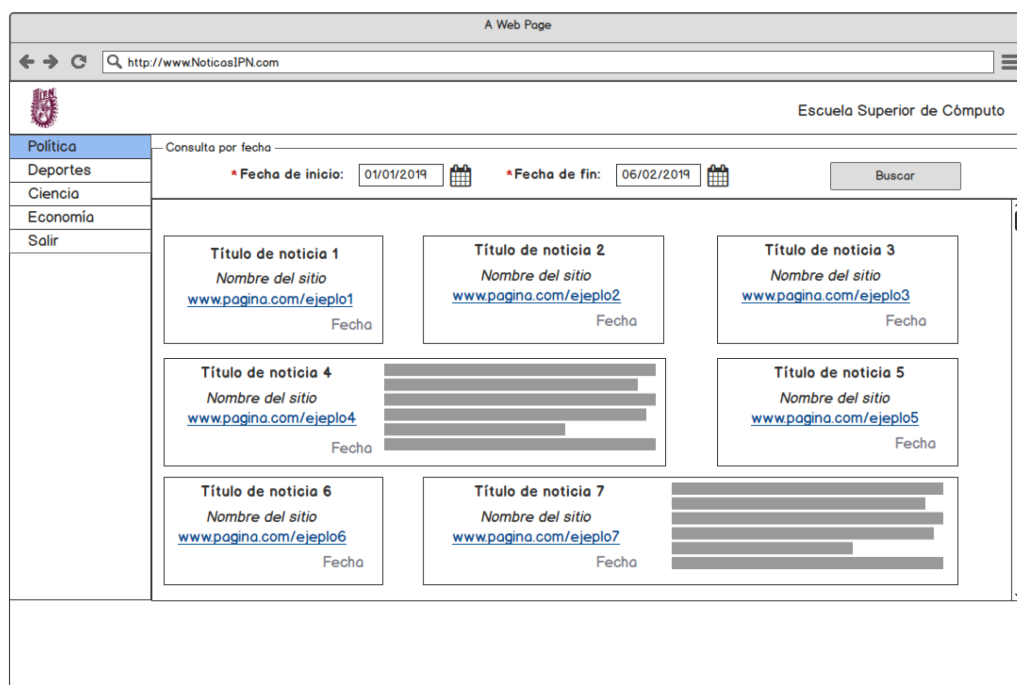 A Web Page
http://www.NoticasIPN.com
IPN
Escuela Superior de Cómputo
Política
Deportes
Ciencia
Economía
Salir
Consulta por fecha
*Fecha de inicio: 01/01/2019 *Fecha de fin: 06/02/2019 Buscar
Título de noticia 1
Nombre del sitio
www.pagina.com/ejeplo1
Fecha
Título de noticia 2
Nombre del sitio
www.pagina.com/ejeplo2
Fecha
Título de noticia 3
Nombre del sitio
www.pagina.com/ejeplo3
Fecha
Título de noticia 4
Nombre del sitio
www.pagina.com/ejeplo4
Fecha
Título de noticia 5
Nombre del sitio
www.pagina.com/ejeplo5
Fecha
Título de noticia 6
Nombre del sitio
www.pagina.com/ejeplo6
Fecha
Título de noticia 7
Nombre del sitio
www.pagina.com/ejeplo7
Fecha